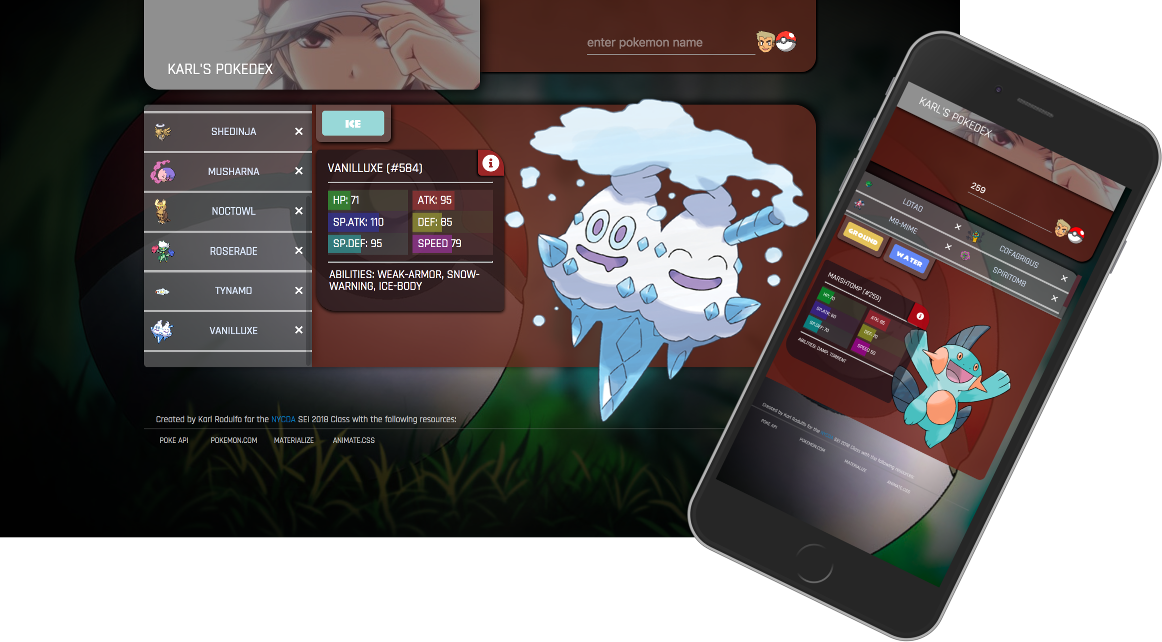 KARL'S POKEDEX
enter pokemon name
SHEDINJA
MUSHARNA
NOCTOWL
ROSERADE
TYNAMO
VANILLUXE
ICE
VANILLUXE (#584)
HP: 71
ATK: 95
SP.ATK: 110
DEF: 85
SP.DEF: 95
SPEED 79
ABILITIES: WEAK-ARMOR, SNOW-
WARNING, ICE-BODY
Created by Karl Rodulfo for the NYCDA SEI 2018 Class with the following resources:
POKE API POKEMON.COM MATERIALIZE ANIMATE.CSS
KARL'S POKEDEX
259
LOTAD
COFAGRIGUS
MR-MIME
SPIRITOMB
GROUND
WATER
MARSHTOMP (#259)
HP: 70
ATK: 85
SP.ATK: 60
DEF: 70
SP.DEF: 70
SPEED 50
ABILITIES: DAMP, TORRENT
Created by Karl Rodulfo for the NYCDA SEI 2018 Class with the following resources:
POKE API
POKEMON.COM
MATERIALIZE
ANIMATE.CSS